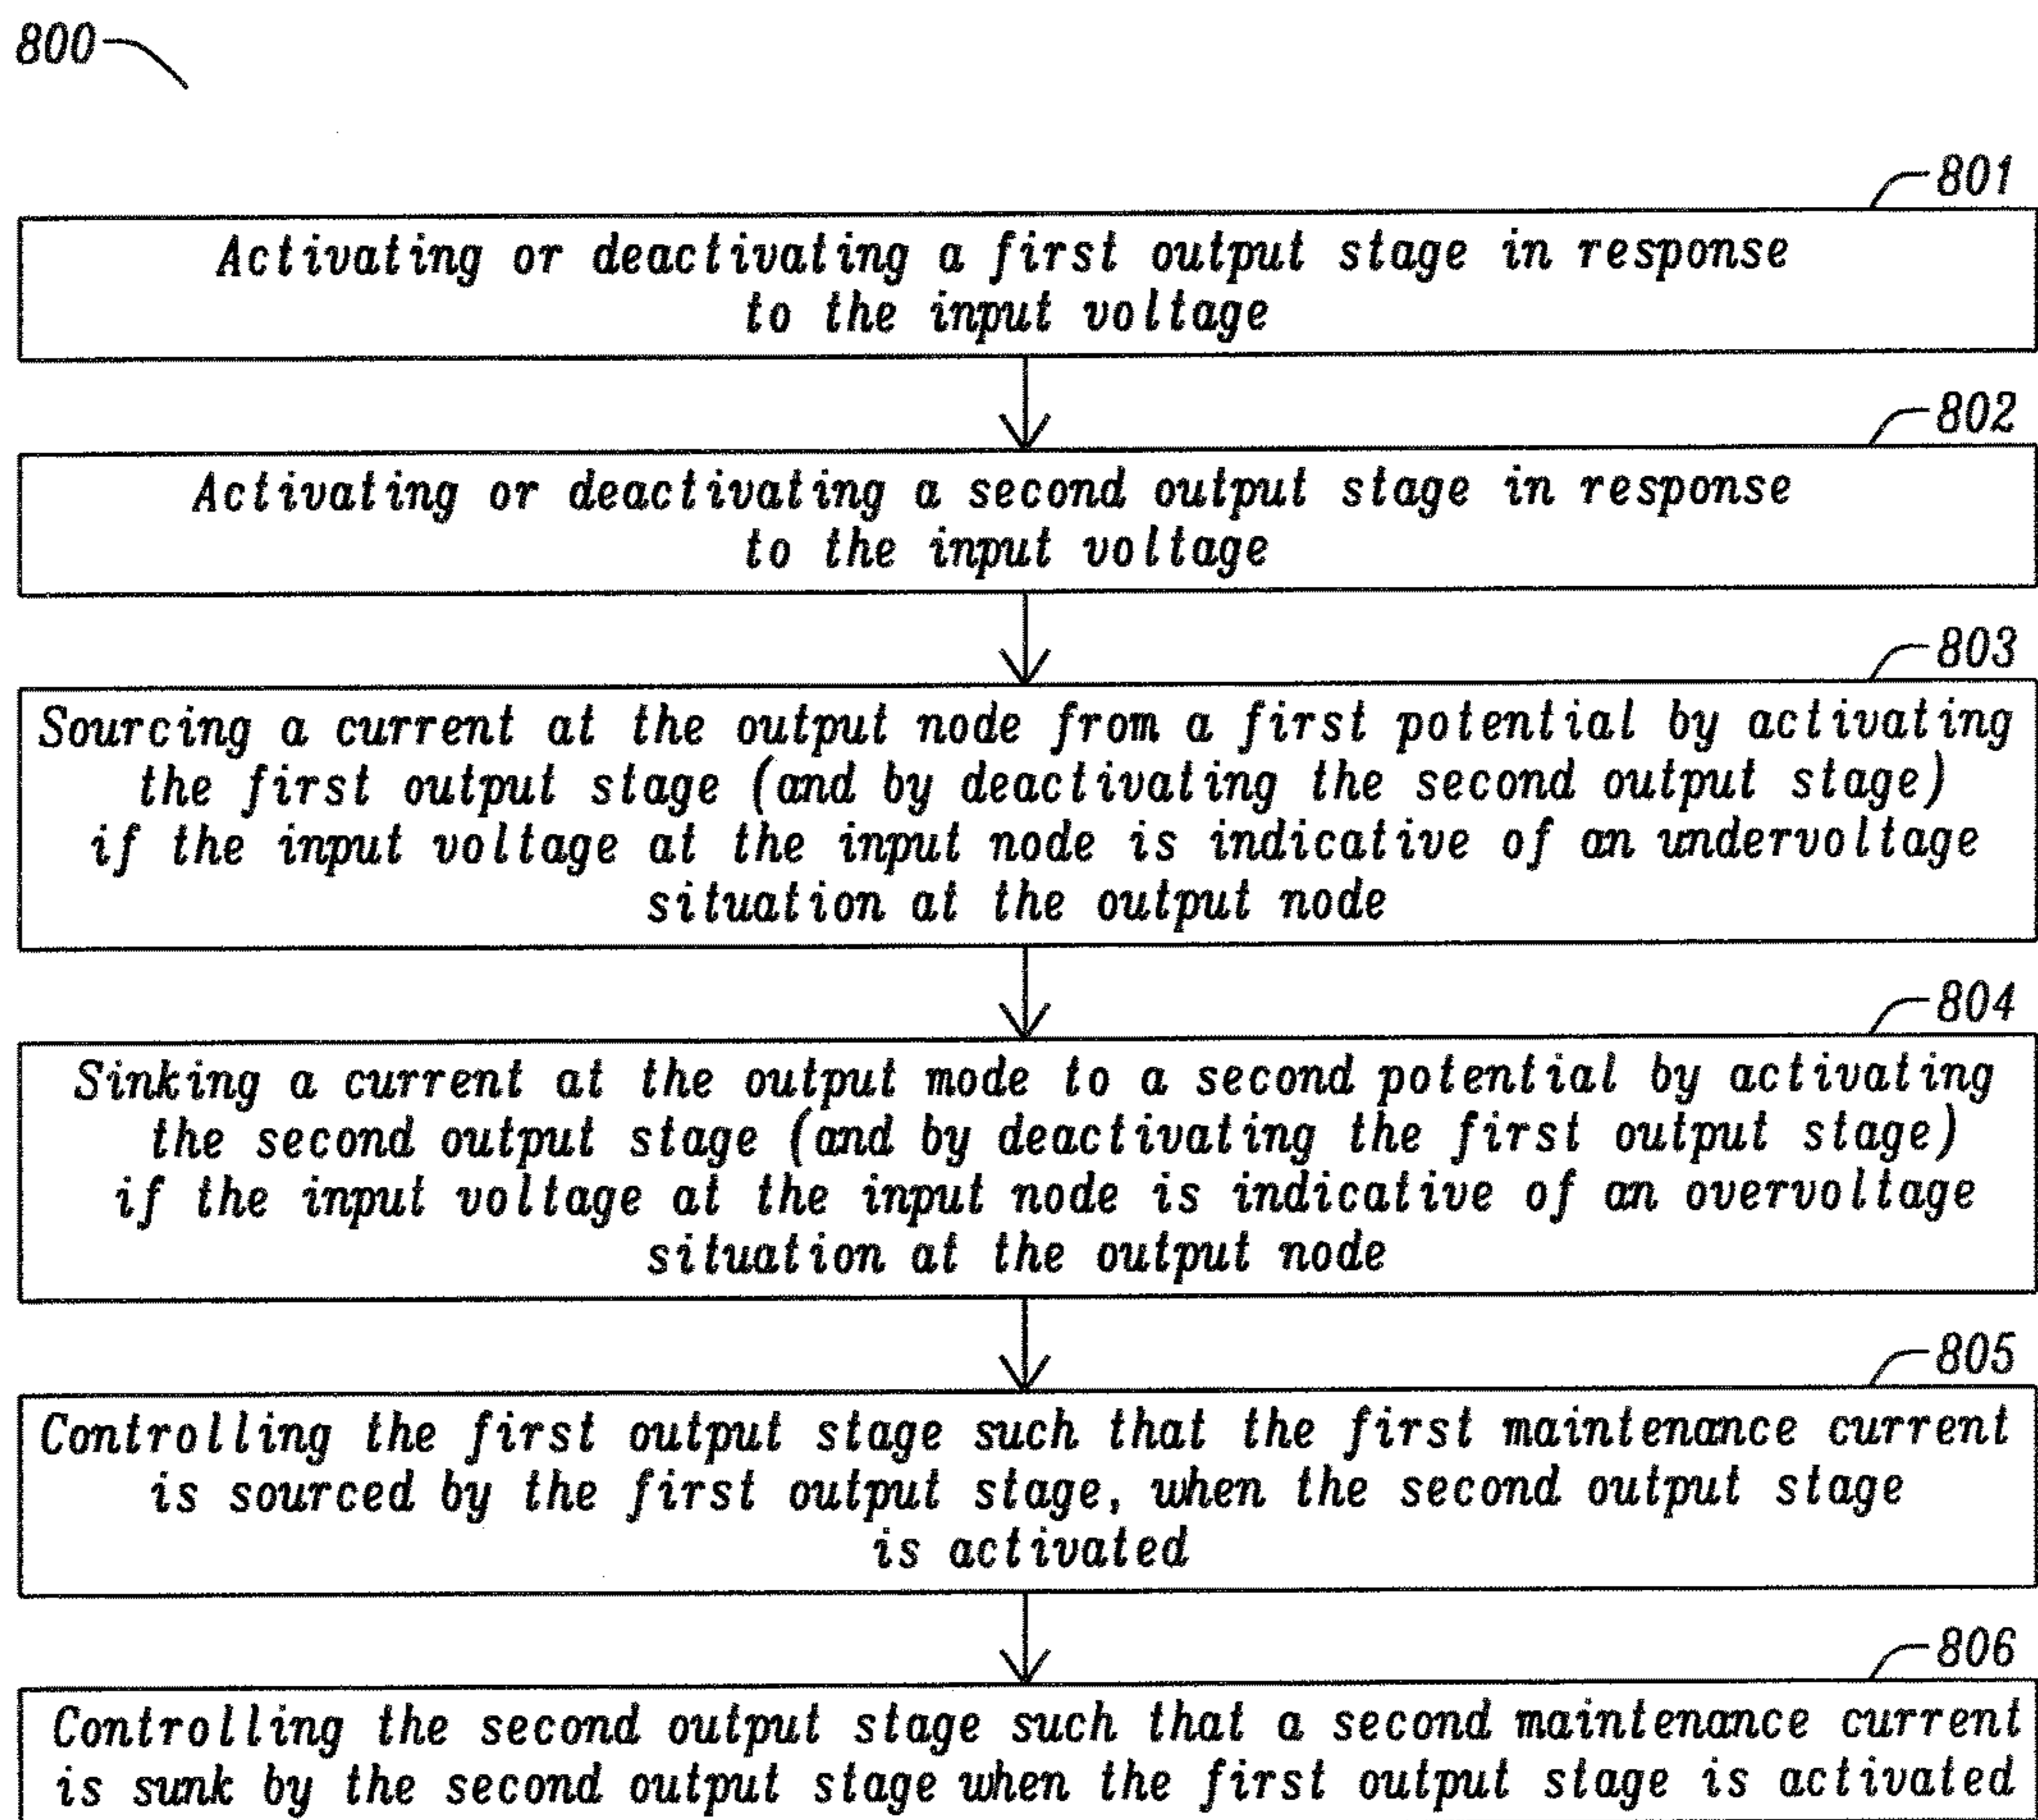 800
801
Activating or deactivating a first output stage in response
to the input voltage
802
Activating or deactivating a second output stage in response
to the input voltage
803
Sourcing a current at the output node from a first potential by activating
the first output stage (and by deactivating the second output stage)
if the input voltage at the input node is indicative of an undervoltage
situation at the output node
804
Sinking a current at the output mode to a second potential by activating
the second output stage (and by deactivating the first output stage)
if the input voltage at the input node is indicative of an overvoltage
situation at the output node
805
Controlling the first output stage such that the first maintenance current
is sourced by the first output stage, when the second output stage
is activated
806
Controlling the second output stage such that a second maintenance current
is sunk by the second output stage when the first output stage is activated